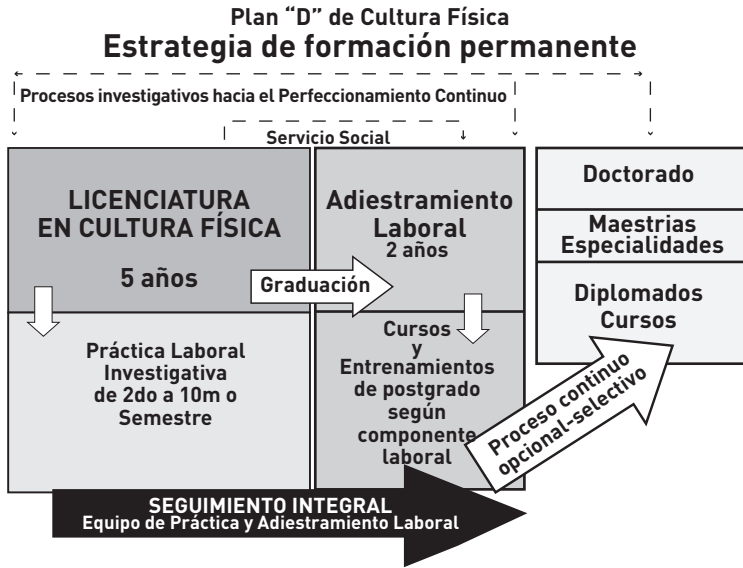 Plan “D” de Cultura Física
Estrategia de formación permanente
Procesos investigativos hacia el Perfeccionamiento Continuo
Servicio Social
LICENCIATURA
EN CULTURA FÍSICA
5 años
Graduación
Práctica Laboral
Investigativa
de 2do a 10m o
Semestre
Adiestramiento
Laboral
2 años
Cursos
y
Entrenamientos
de postgrado
según
componente
laboral
Doctorado
Maestrias
Especialidades
Diplomados
Cursos
Proceso continuo
opcional-selectivo
SEGUIMIENTO INTEGRAL
Equipo de Práctica y Adiestramiento Laboral